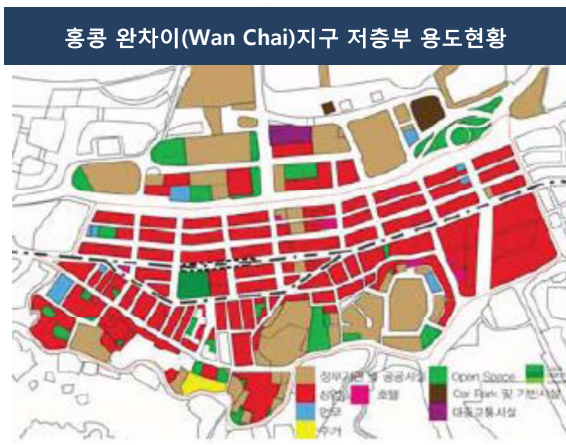 홍콩 완차이(Wan Chai)지구 저층부 용도현황
정부기관 및 공공시설
Open Space
상업
호텔
Car Park 및 기반시설
업무
대중교통시설
주거